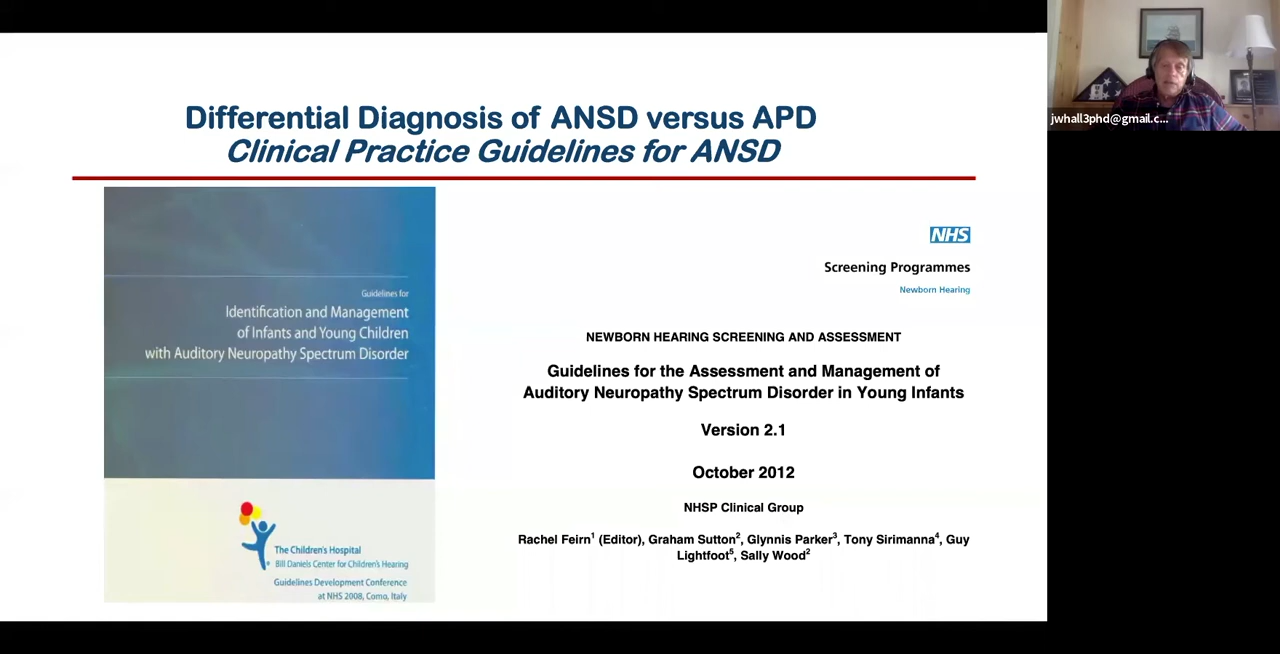 Differential Diagnosis of ANSD versus APD
Clinical Practice Guidelines for ANSD
Guidelines for
Identification and Management
of Infants and Young Children
with Auditory Neuropathy Spectrum Disorder
The Children's Hospital
Bill Daniels Center for Children's Hearing
Guidelines Development Conference
at NHS 2008, Como, Italy
NHS
Screening Programmes
Newborn Hearing
NEWBORN HEARING SCREENING AND ASSESSMENT
Guidelines for the Assessment and Management of
Auditory Neuropathy Spectrum Disorder in Young Infants
Version 2.1
October 2012
NHSP Clinical Group
Rachel Feirn1 (Editor), Graham Sutton2, Glynnis Parker3, Tony Sirimanna4, Guy
Lightfoot5, Sally Wood2
jwhall3phd@gmail.c...